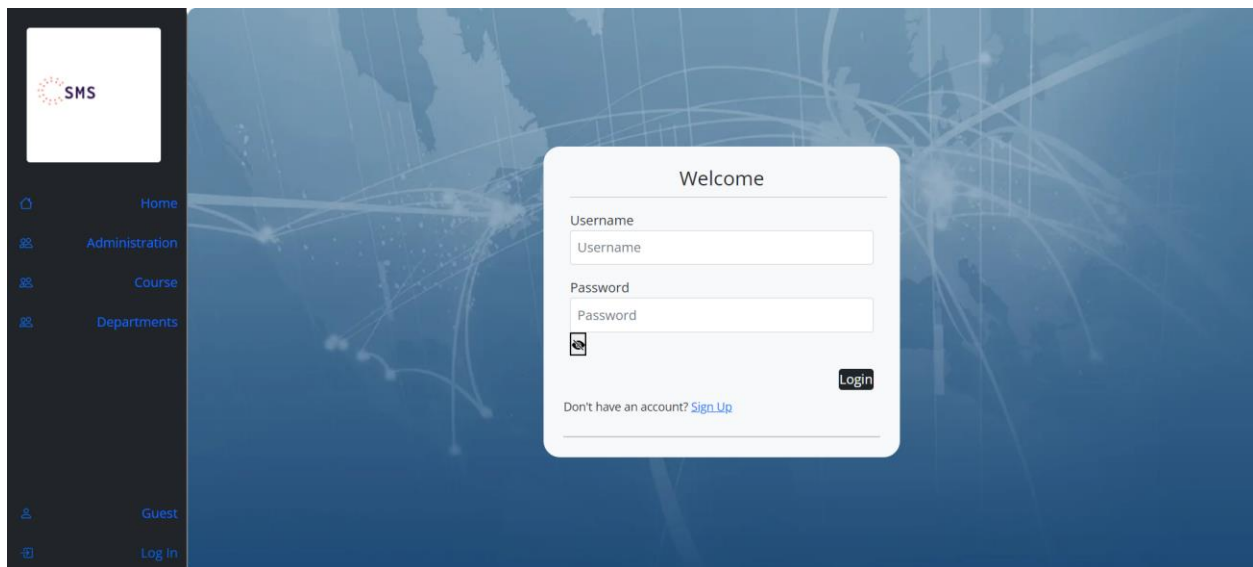 SMS
Home
Administration
Course
Departments
Guest
Log In
Welcome
Username
Username
Password
Password
Login
Don't have an account? Sign Up